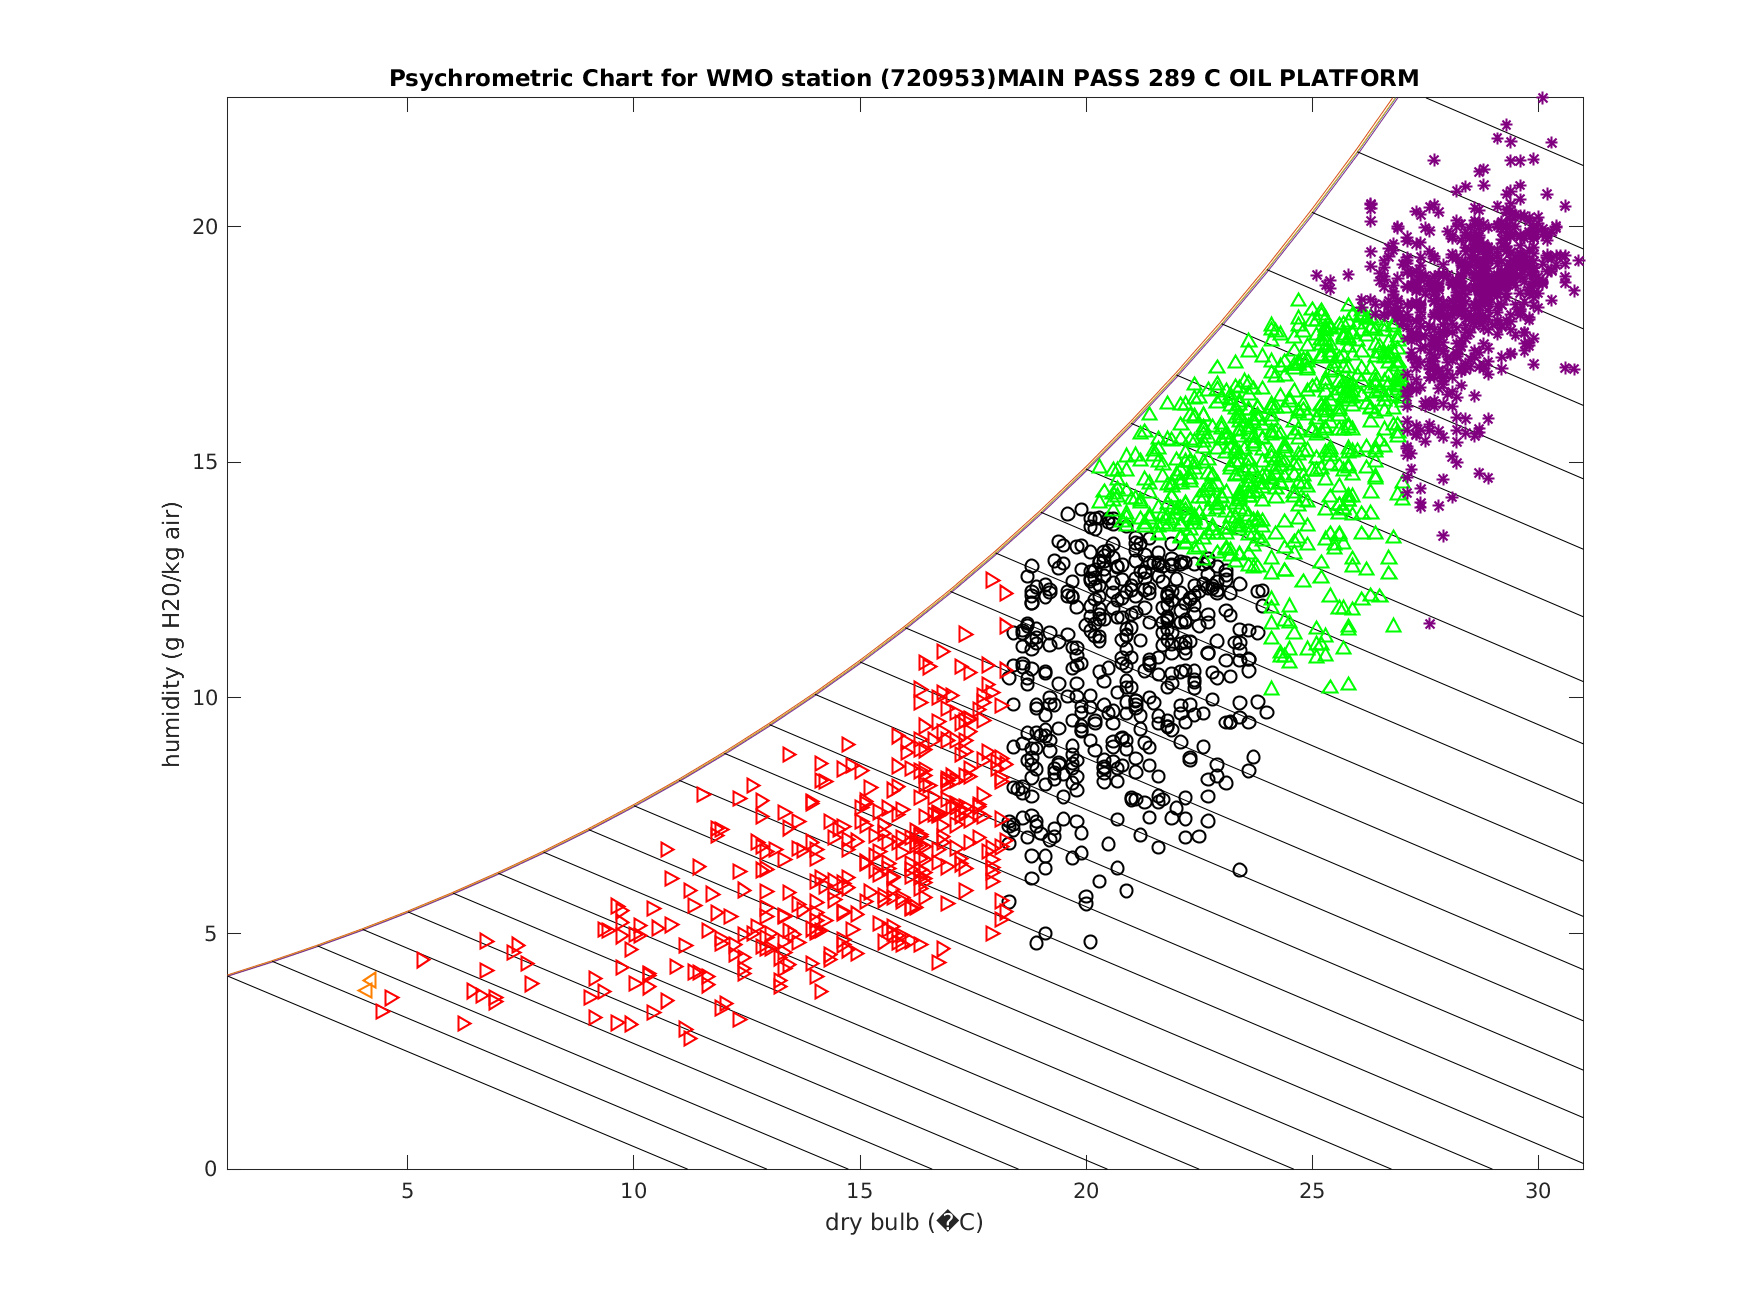 Psychrometric Chart for WMO station (720953)MAIN PASS 289 C OIL PLATFORM
20
15
10
5
0
humidity (g H20/kg air)
5 10 15 20 25 30
dry bulb (�C)